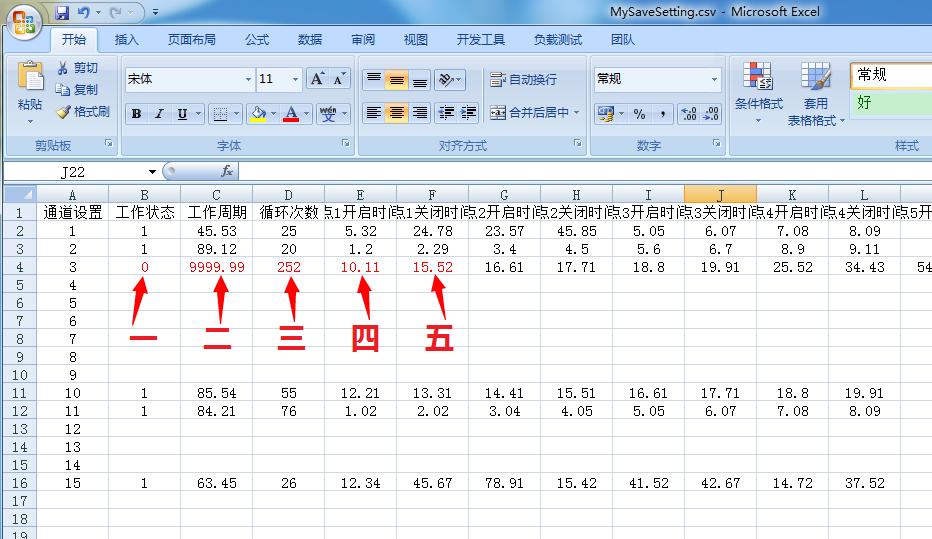 MySaveSetting.csv - Microsoft Excel
开始 插入 页面布局 公式 数据 审阅 视图 开发工具 负载测试 团队
粘贴 剪切 复制 格式刷
剪贴板
宋体 11 A A
B I U A wén 变
字体
自动换行
合并后居中
对齐方式
常规
% , .0 .00 .00 .0
数字
条件格式 套用 表格格式
常规
好
样式
J22 fx
A B C D E F G H I J K L
1 通道设置 工作状态 工作周期 循环次数 点1开启时间 点1关闭时间 点2开启时间 点2关闭时间 点3开启时间 点3关闭时间 点4开启时间 点4关闭时间 点5开
2 1 1 45.53 25 5.32 24.78 23.57 45.85 5.05 6.07 7.08 8.09
3 2 1 89.12 20 1.2 2.29 3.4 4.5 5.6 6.7 8.9 9.11
4 3 0 9999.99 252 10.11 15.52 16.61 17.71 18.8 19.91 25.52 34.43 54
5 4
6 5
7 6
8 7
9 8
10 9
一 二 三 四 五
11 10 1 85.54 55 12.21 13.31 14.41 15.51 16.61 17.71 18.8 19.91
12 11 1 84.21 76 1.02 2.02 3.04 4.05 5.05 6.07 7.08 8.09
13 12
14 13
15 14
16 15 1 63.45 26 12.34 45.67 78.91 15.42 41.52 42.67 14.72 37.52
17
18
19